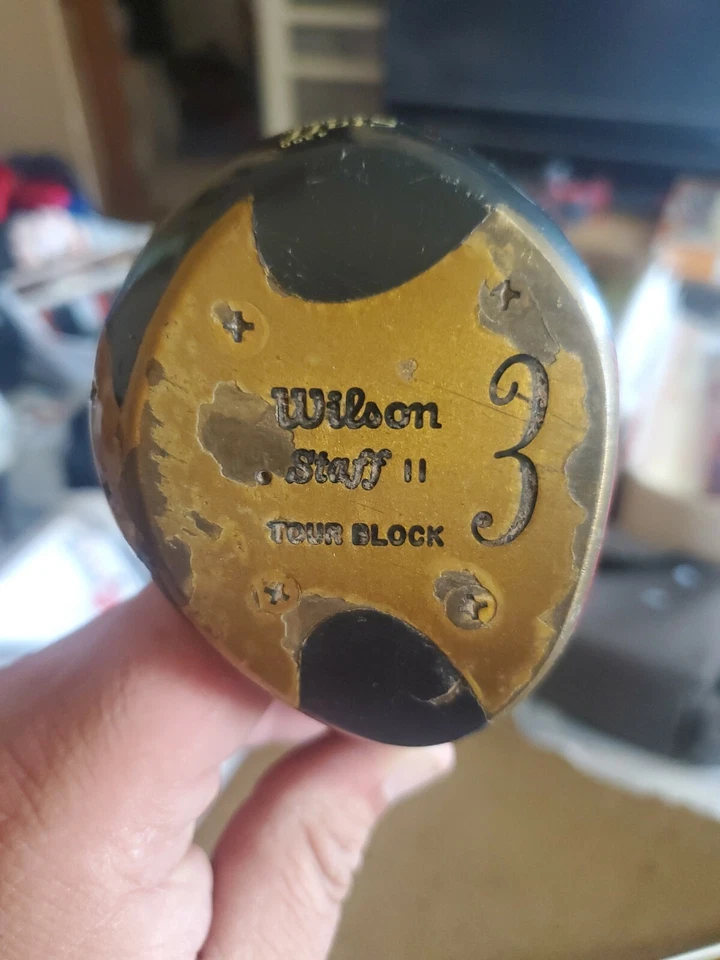 Wilson
Staff II
TOUR BLOCK
3